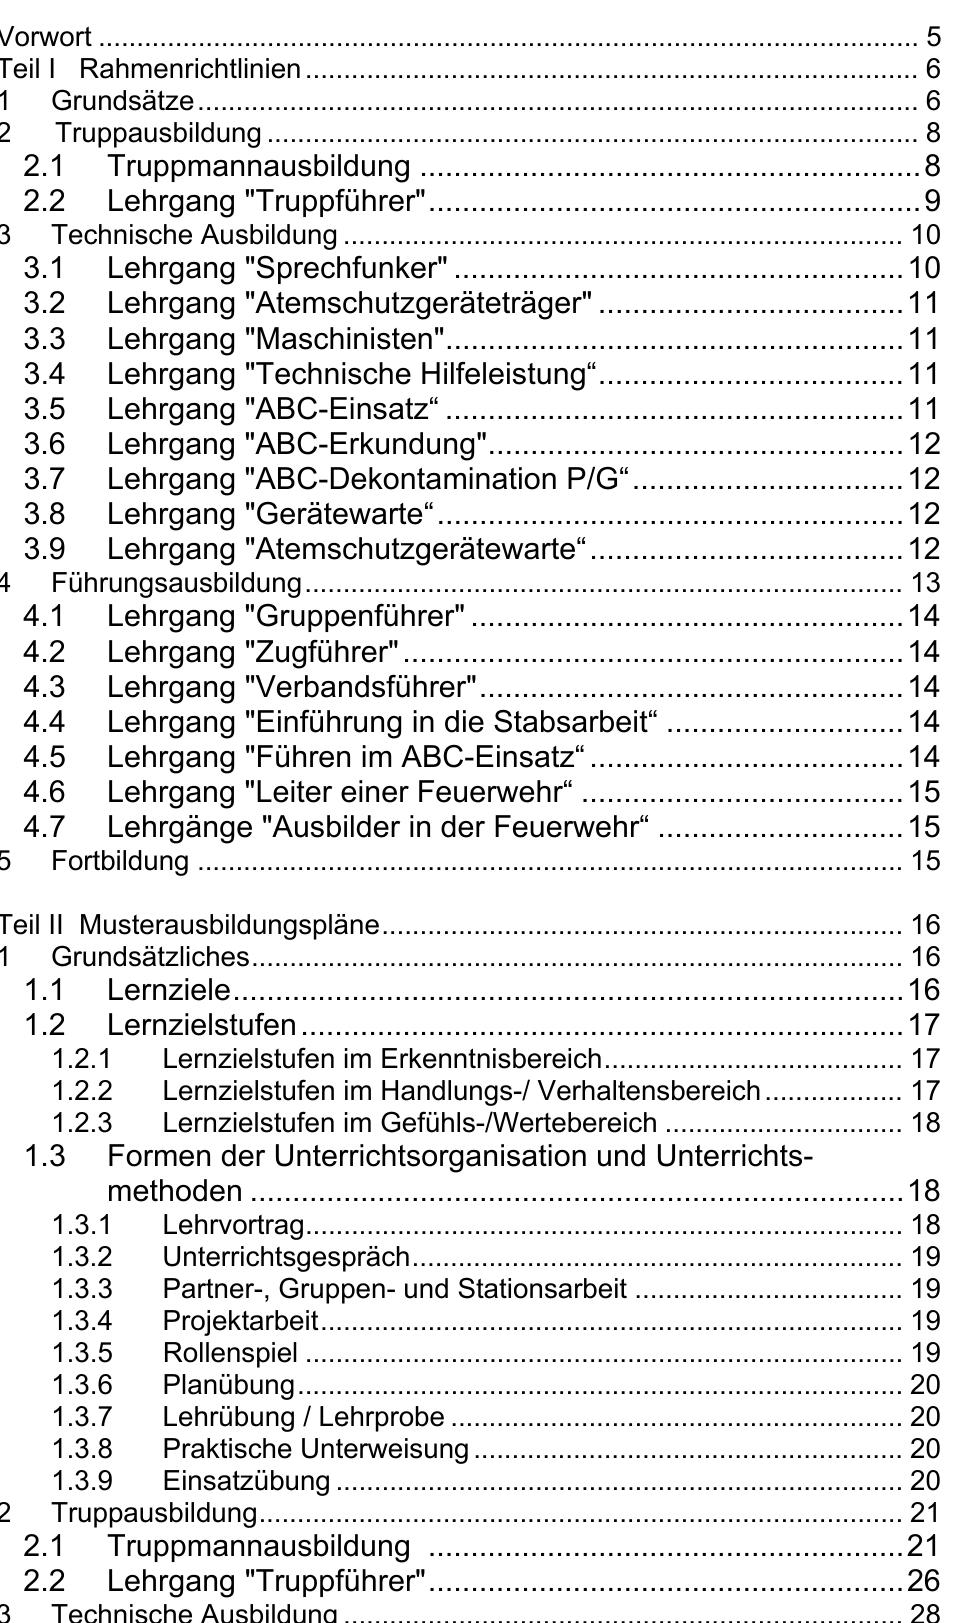 Vorwort ........................................................................................................... 5
Teil I   Rahmenrichtlinien ................................................................................ 6
1     Grundsätze .............................................................................................. 6
2     Truppausbildung ..................................................................................... 8
2.1     Truppmannausbildung ........................................................... 8
2.2     Lehrgang "Truppführer" .......................................................... 9
3     Technische Ausbildung ......................................................................... 10
3.1     Lehrgang "Sprechfunker" ..................................................... 10
3.2     Lehrgang "Atemschutzgeräteträger" .................................... 11
3.3     Lehrgang "Maschinisten" ...................................................... 11
3.4     Lehrgang "Technische Hilfeleistung“ .................................... 11
3.5     Lehrgang "ABC-Einsatz“ ...................................................... 11
3.6     Lehrgang "ABC-Erkundung" ................................................. 12
3.7     Lehrgang "ABC-Dekontamination P/G“ ................................ 12
3.8     Lehrgang "Gerätewarte“ ....................................................... 12
3.9     Lehrgang "Atemschutzgerätewarte“ ..................................... 12
4     Führungsausbildung .............................................................................. 13
4.1     Lehrgang "Gruppenführer" ................................................... 14
4.2     Lehrgang "Zugführer" ........................................................... 14
4.3     Lehrgang "Verbandsführer" .................................................. 14
4.4     Lehrgang "Einführung in die Stabsarbeit“ ............................ 14
4.5     Lehrgang "Führen im ABC-Einsatz“ ..................................... 14
4.6     Lehrgang "Leiter einer Feuerwehr“ ...................................... 15
4.7     Lehrgänge "Ausbilder in der Feuerwehr“ ............................. 15
5     Fortbildung ............................................................................................ 15
Teil II  Musterausbildungspläne .................................................................... 16
1     Grundsätzliches ..................................................................................... 16
1.1     Lernziele ............................................................................... 16
1.2     Lernzielstufen ....................................................................... 17
1.2.1     Lernzielstufen im Erkenntnisbereich ....................................... 17
1.2.2     Lernzielstufen im Handlungs-/ Verhaltensbereich .................. 17
1.2.3     Lernzielstufen im Gefühls-/Wertebereich ............................... 18
1.3     Formen der Unterrichtsorganisation und Unterrichts-
methoden ............................................................................. 18
1.3.1     Lehrvortrag .............................................................................. 18
1.3.2     Unterrichtsgespräch ................................................................ 19
1.3.3     Partner-, Gruppen- und Stationsarbeit ................................... 19
1.3.4     Projektarbeit ............................................................................ 19
1.3.5     Rollenspiel .............................................................................. 19
1.3.6     Planübung ............................................................................... 20
1.3.7     Lehrübung / Lehrprobe ........................................................... 20
1.3.8     Praktische Unterweisung ........................................................ 20
1.3.9     Einsatzübung .......................................................................... 20
2     Truppausbildung .................................................................................... 21
2.1     Truppmannausbildung  ........................................................ 21
2.2     Lehrgang "Truppführer" ........................................................ 26
3     Technische Ausbildung ......................................................................... 28